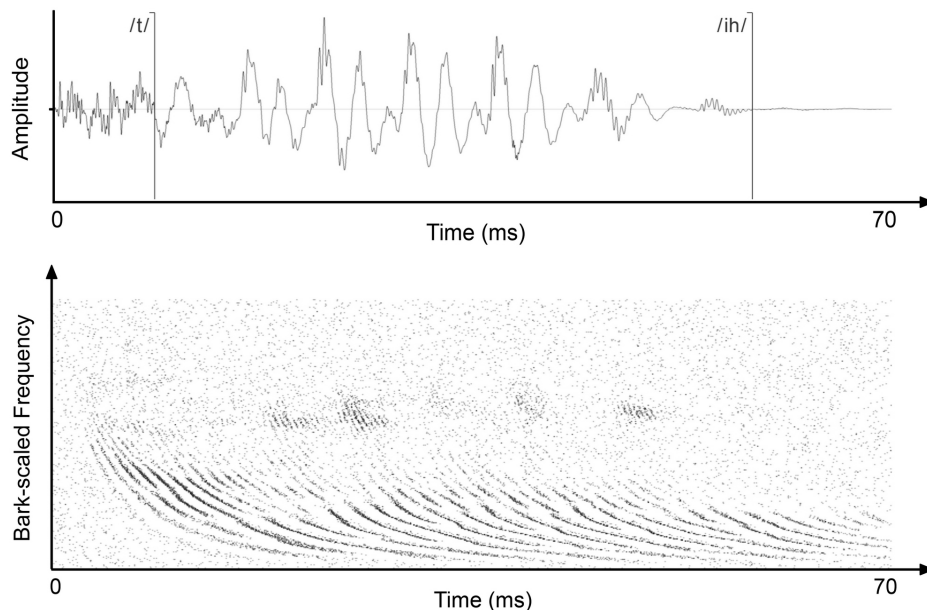 /t/
/ih/
Amplitude
0
70
Time (ms)
Bark-scaled Frequency
0
70
Time (ms)